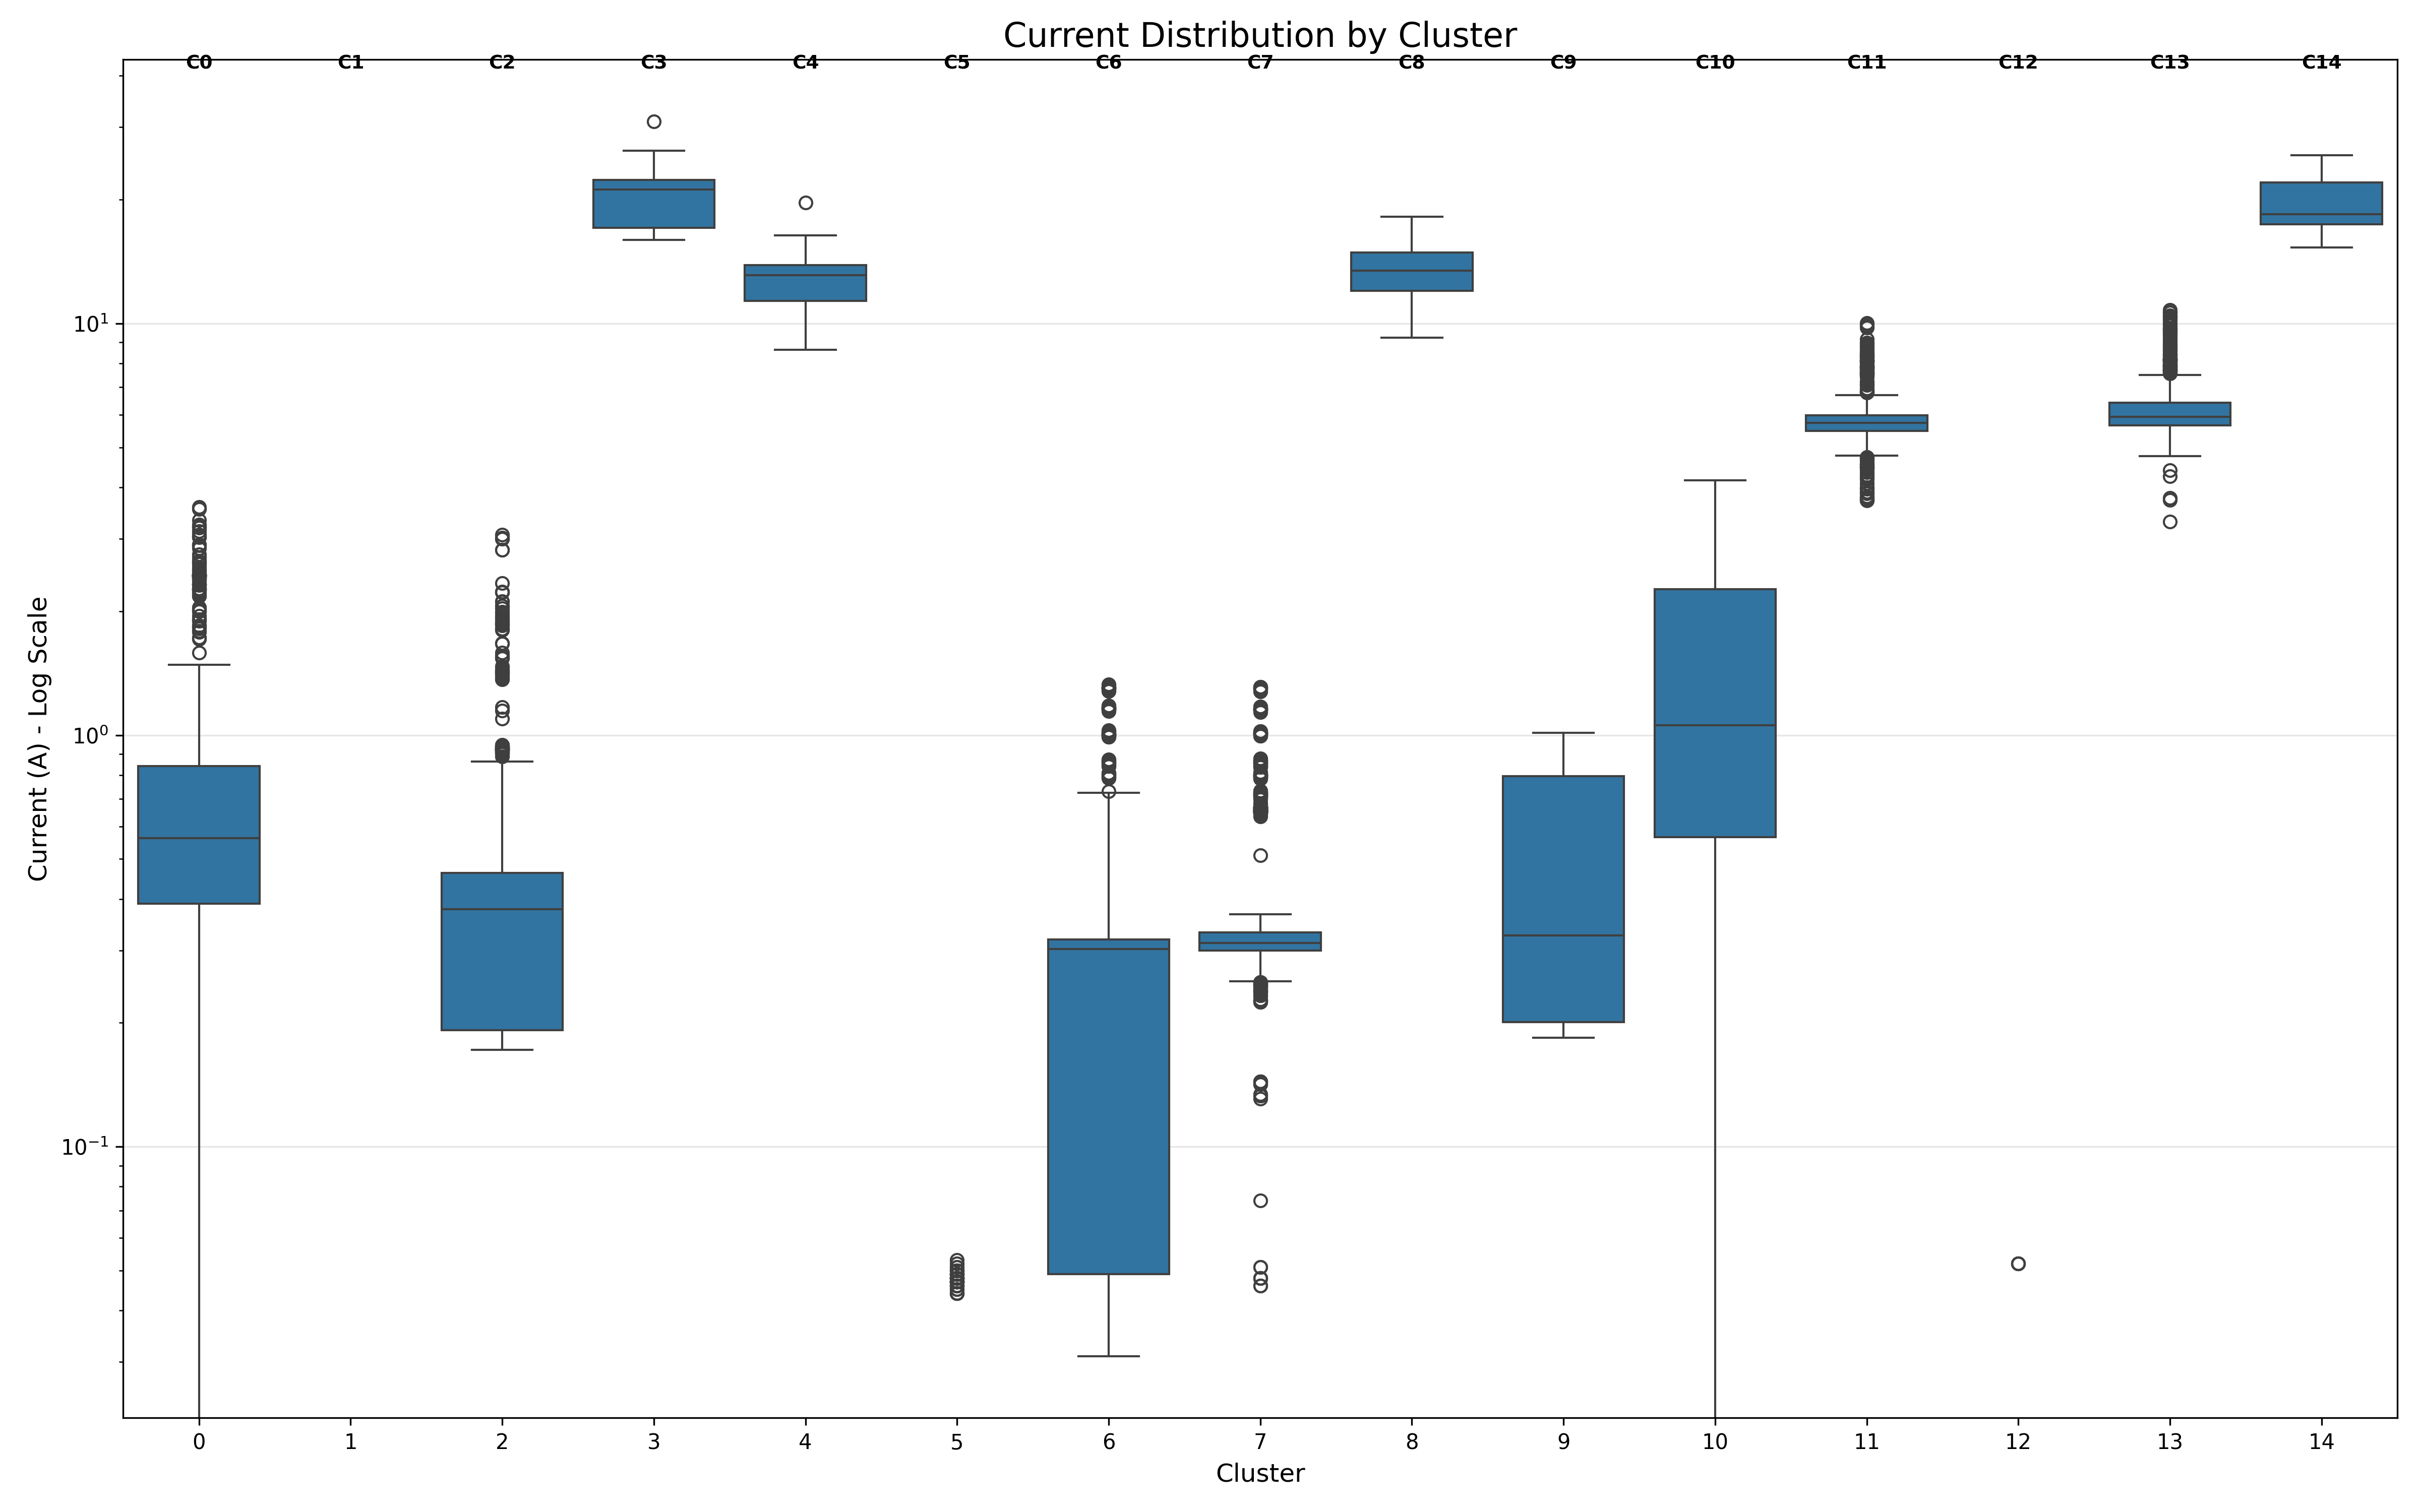 Current Distribution by Cluster
C0 C1 C2 C3 C4 C5 C6 C7 C8 C9 C10 C11 C12 C13 C14
Current (A) - Log Scale
10¹
10⁰
10⁻¹
0 1 2 3 4 5 6 7 8 9 10 11 12 13 14
Cluster